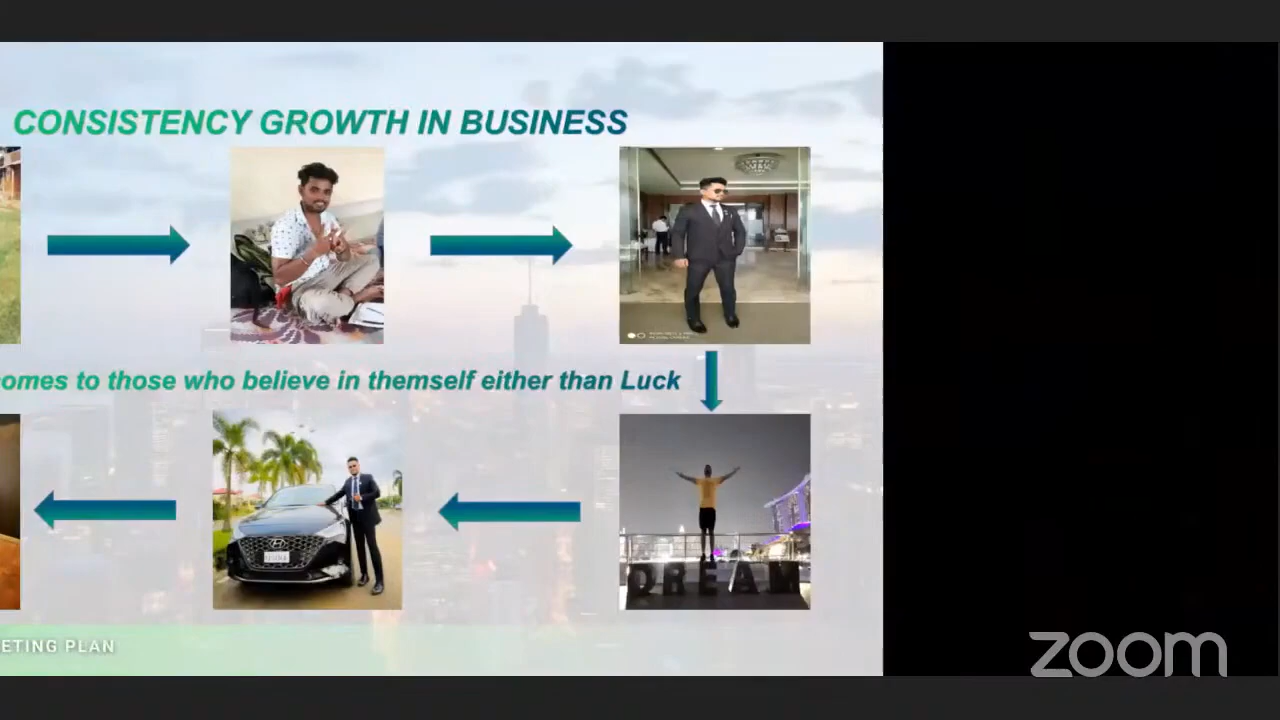 CONSISTENCY GROWTH IN BUSINESS
omes to those who believe in themself either than Luck
DREAM
ETING PLAN
zoom